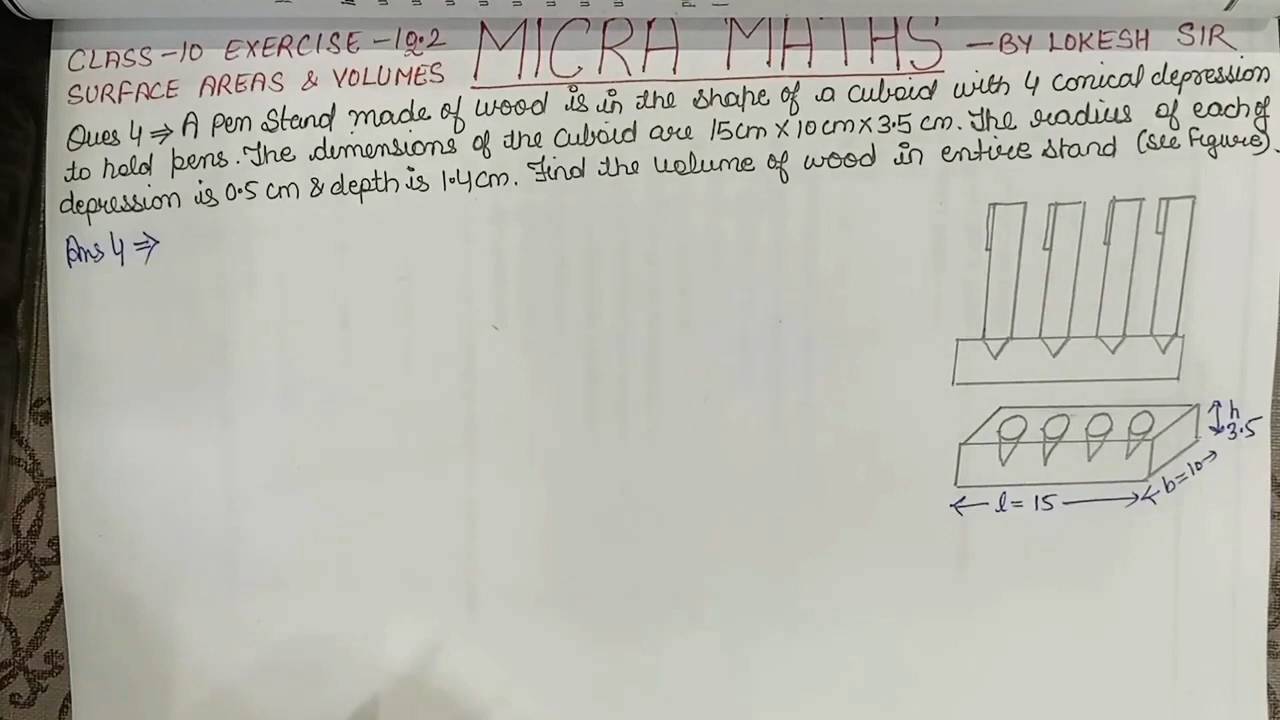 CLASS-10 EXERCISE-12.2 MICRA MATHS -BY LOKESH SIR
SURFACE AREAS & VOLUMES
Ques 4 ⇒ A Pen Stand made of wood is in the shape of a cuboid with 4 conical depression
to hold pens. The dimensions of the cuboid are 15cm × 10cm × 3.5 cm. The radius of each of
depression is 0.5 cm & depth is 1.4 cm. Find the volume of wood in entire stand (see Figure).
Ans 4 ⇒
h
3.5
b=10
l=15